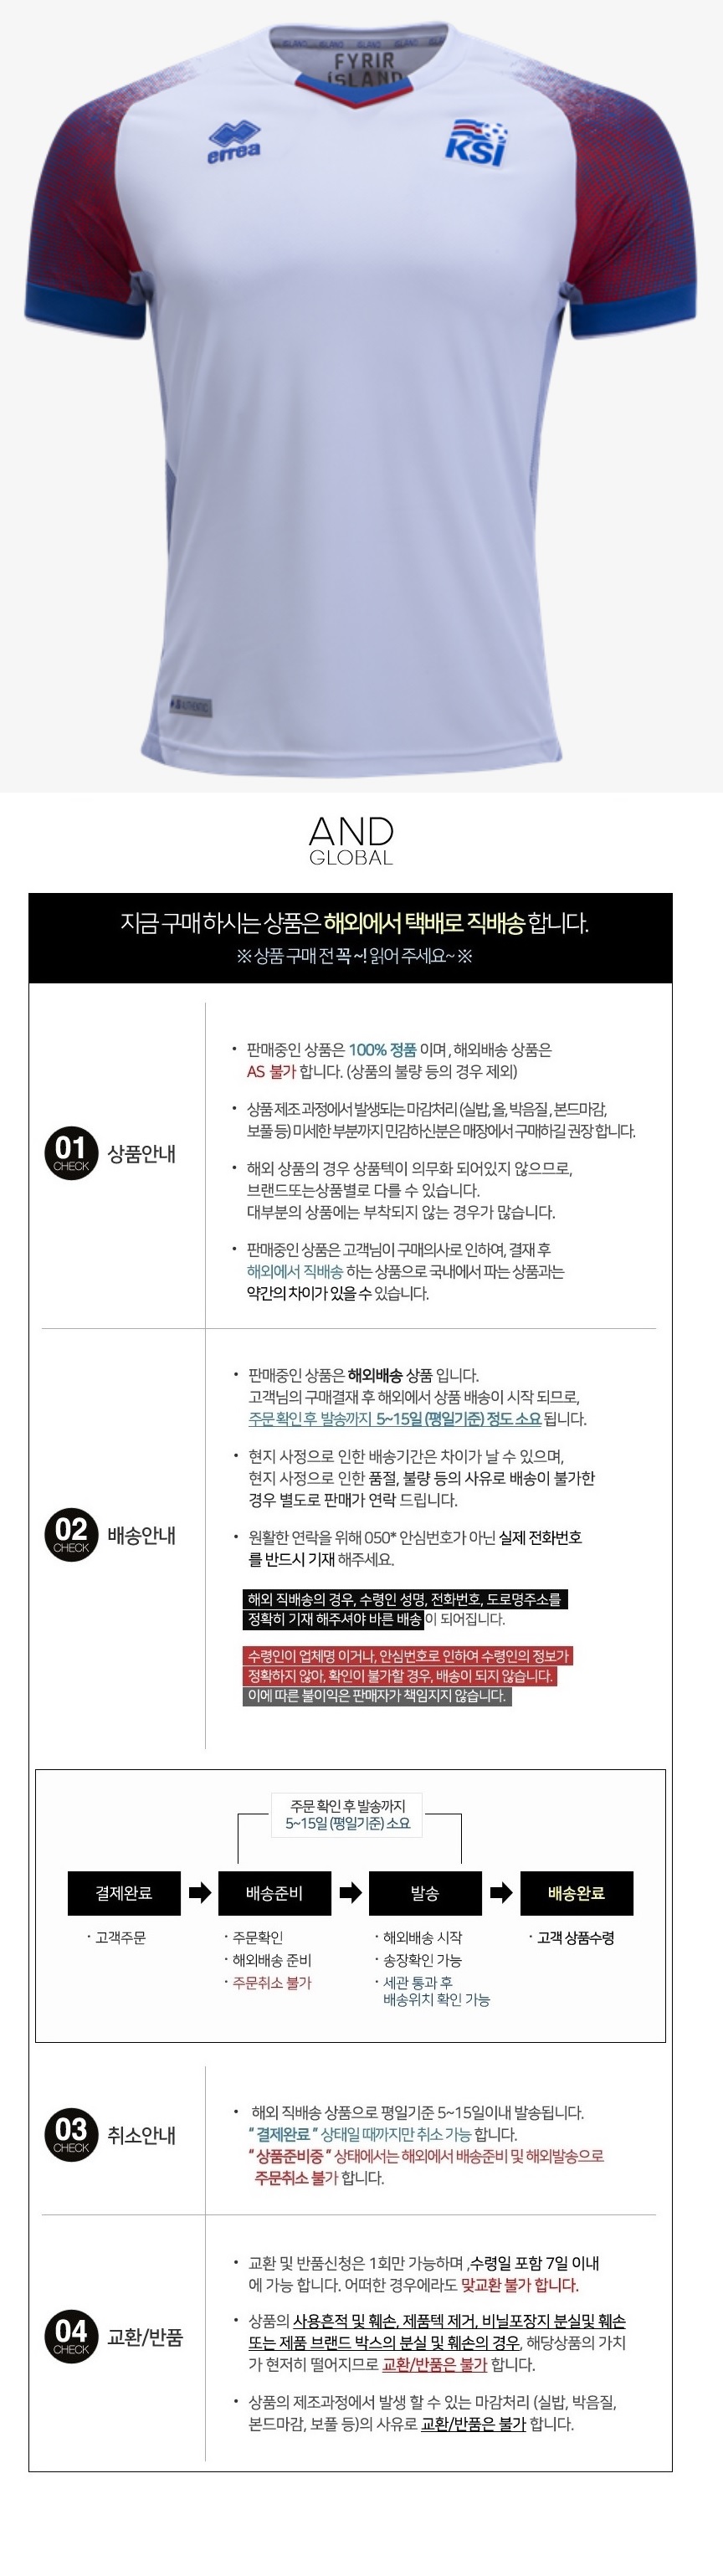 ÍSLAND ÍSLAND ÍSLAND ÍSLAND
FYRIR
ÍSLAND
errea
KSÍ
AUTHENTIC
AND
GLOBAL
지금 구매하시는 상품은 해외에서 택배로 직배송 합니다.
※ 상품 구매 전 꼭 ~! 읽어 주세요~ ※
01
CHECK
상품안내
• 판매중인 상품은 100% 정품 이며 , 해외배송 상품은
AS 불가 합니다. (상품의 불량 등의 경우 제외)
• 상품 제조 과정에서 발생되는 마감처리 (실밥, 올, 박음질 , 본드마감,
보풀 등) 미세한 부분까지 민감하신분은 매장에서 구매하길 권장 합니다.
• 해외 상품의 경우 상품텍이 의무화 되어있지 않으므로,
브랜드또는상품별로 다를 수 있습니다.
대부분의 상품에는 부착되지 않는 경우가 많습니다.
• 판매중인 상품은 고객님이 구매의사로 인하여, 결재 후
해외에서 직배송 하는 상품으로 국내에서 파는 상품과는
약간의 차이가 있을 수 있습니다.
02
CHECK
배송안내
• 판매중인 상품은 해외배송 상품 입니다.
고객님의 구매결재 후 해외에서 상품 배송이 시작 되므로,
주문 확인 후 발송까지 5~15일 (평일기준) 정도 소요 됩니다.
• 현지 사정으로 인한 배송기간은 차이가 날 수 있으며,
현지 사정으로 인한 품절, 불량 등의 사유로 배송이 불가한
경우 별도로 판매가 연락 드립니다.
• 원활한 연락을 위해 050* 안심번호가 아닌 실제 전화번호
를 반드시 기재 해주세요.
해외 직배송의 경우, 수령인 성명, 전화번호, 도로명주소를
정확히 기재 해주셔야 바른 배송이 되어집니다.
수령인이 업체명 이거나, 안심번호로 인하여 수령인의 정보가
정확하지 않아, 확인이 불가할 경우, 배송이 되지 않습니다.
이에 따른 불이익은 판매자가 책임지지 않습니다.
주문 확인 후 발송까지
5~15일 (평일기준) 소요
결제완료
배송준비
발송
배송완료
· 고객주문
· 주문확인
· 해외배송 준비
· 주문취소 불가
· 해외배송 시작
· 송장확인 가능
· 세관 통과 후
배송위치 확인 가능
· 고객 상품수령
03
CHECK
취소안내
• 해외 직배송 상품으로 평일기준 5~15일이내 발송됩니다.
“ 결제완료 ” 상태일 때까지만 취소 가능 합니다.
“ 상품준비중 ” 상태에서는 해외에서 배송준비 및 해외발송으로
주문취소 불가 합니다.
04
CHECK
교환/반품
• 교환 및 반품신청은 1회만 가능하며 ,수령일 포함 7일 이내
에 가능 합니다. 어떠한 경우에라도 맞교환 불가 합니다.
• 상품의 사용흔적 및 훼손, 제품텍 제거, 비닐포장지 분실및 훼손
또는 제품 브랜드 박스의 분실 및 훼손의 경우, 해당상품의 가치
가 현저히 떨어지므로 교환/반품은 불가 합니다.
• 상품의 제조과정에서 발생 할 수 있는 마감처리 (실밥, 박음질,
본드마감, 보풀 등)의 사유로 교환/반품은 불가 합니다.